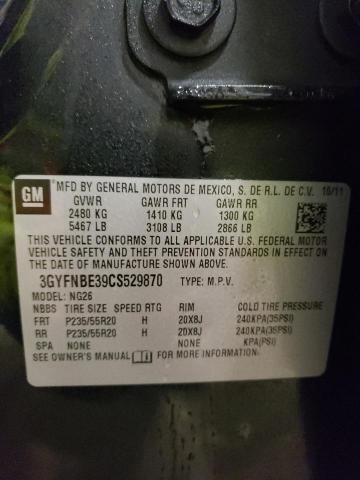 GM
MFD BY GENERAL MOTORS DE MEXICO, S. DE R.L. DE C.V. 10/11
GVWR GAWR FRT GAWR RR
2480 KG 1410 KG 1300 KG
5467 LB 3108 LB 2866 LB
THIS VEHICLE CONFORMS TO ALL APPLICABLE U.S. FEDERAL MOTOR
VEHICLE SAFETY AND THEFT PREVENTION STANDARDS IN EFFECT ON
THE DATE OF MANUFACTURE SHOWN ABOVE.
3GYFNBE39CS529870 TYPE: M.P.V.
MODEL: NG26
NBBS TIRE SIZE SPEED RTG RIM COLD TIRE PRESSURE
FRT P235/55R20 H 20X8J 240KPA(35PSI)
RR P235/55R20 H 20X8J 240KPA(35PSI)
SPA NONE NONE KPA(PSI)
SEE OWNER'S MANUAL FOR MORE INFORMATION.